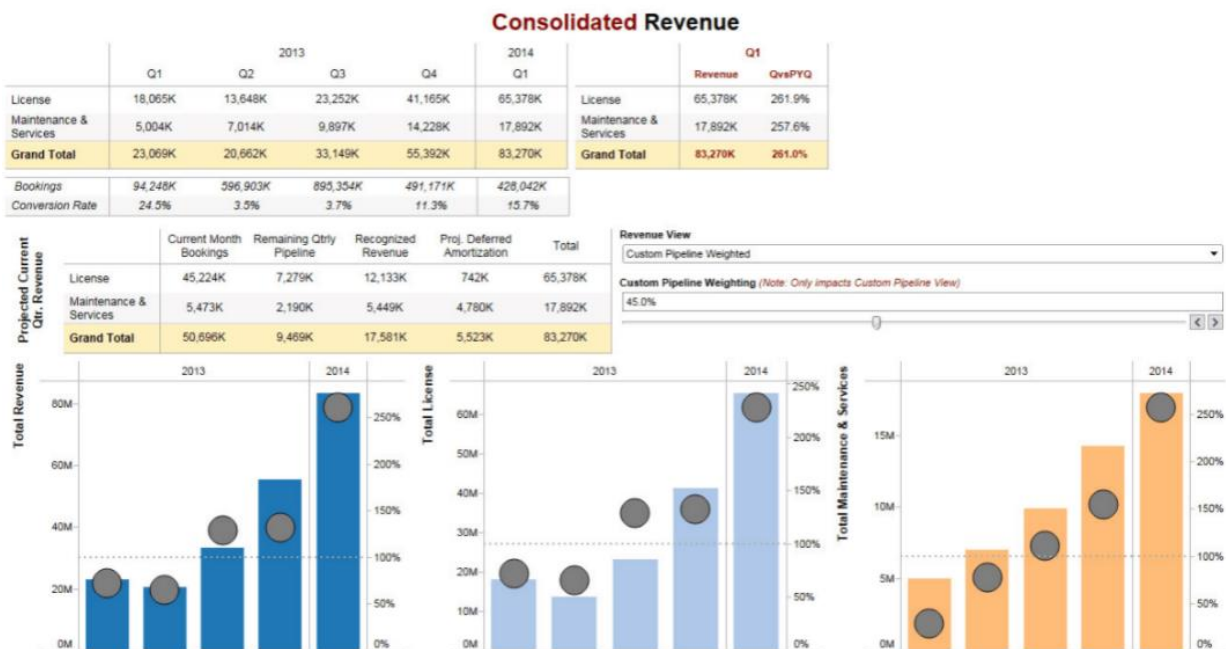 Consolidated Revenue
2013 2014
Q1 Q2 Q3 Q4 Q1
License 18,065K 13,648K 23,252K 41,165K 65,378K
Maintenance &
Services 5,004K 7,014K 9,897K 14,228K 17,892K
Grand Total 23,069K 20,662K 33,149K 55,392K 83,270K
Bookings 94,248K 596,903K 895,354K 491,171K 428,042K
Conversion Rate 24.5% 3.5% 3.7% 11.3% 15.7%
Q1
Revenue QvsPYQ
License 65,378K 261.9%
Maintenance &
Services 17,892K 257.6%
Grand Total 83,270K 261.0%
Projected Current
Qtr. Revenue
Current Month
Bookings
Remaining Qtrly
Pipeline
Recognized
Revenue
Proj. Deferred
Amortization
Total
License 45,224K 7,279K 12,133K 742K 65,378K
Maintenance &
Services 5,473K 2,190K 5,449K 4,780K 17,892K
Grand Total 50,696K 9,469K 17,581K 5,523K 83,270K
Revenue View
Custom Pipeline Weighted
Custom Pipeline Weighting (Note: Only impacts Custom Pipeline View)
45.0%
Total Revenue
2013 2014
80M
60M
40M
20M
0M
250%
200%
150%
100%
50%
0%
Total License
2013 2014
60M
50M
40M
30M
20M
10M
0M
250%
200%
150%
100%
50%
0%
Total Maintenance & Services
2013 2014
15M
10M
5M
0M
250%
200%
150%
100%
50%
0%